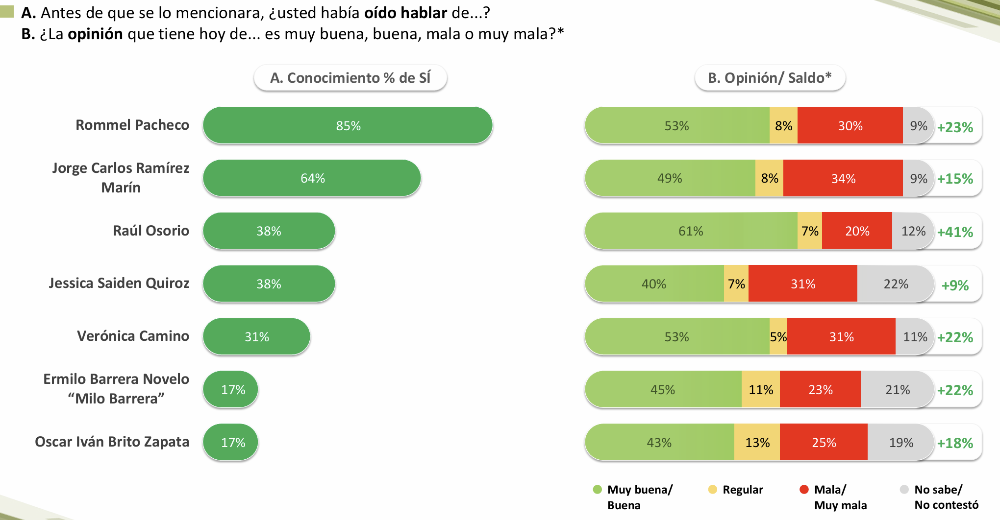 A. Antes de que se lo mencionara, ¿usted había oído hablar de...?
B. ¿La opinión que tiene hoy de... es muy buena, buena, mala o muy mala?*
A. Conocimiento % de SÍ
B. Opinión/ Saldo*
Rommel Pacheco
85%
53%
8%
30%
9%
+23%
Jorge Carlos Ramírez
Marín
64%
49%
8%
34%
9%
+15%
Raúl Osorio
38%
61%
7%
20%
12%
+41%
Jessica Saiden Quiroz
38%
40%
7%
31%
22%
+9%
Verónica Camino
31%
53%
5%
31%
11%
+22%
Ermilo Barrera Novelo
“Milo Barrera”
17%
45%
11%
23%
21%
+22%
Oscar Iván Brito Zapata
17%
43%
13%
25%
19%
+18%
Muy buena/
Buena
Regular
Mala/
Muy mala
No sabe/
No contestó